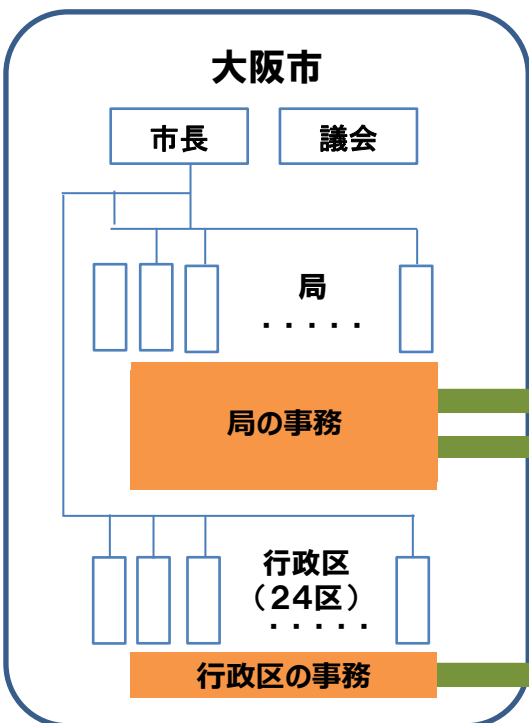 大阪市
市長
議会
局
・・・・・
局の事務
行政区
（24区）
・・・・・
行政区の事務